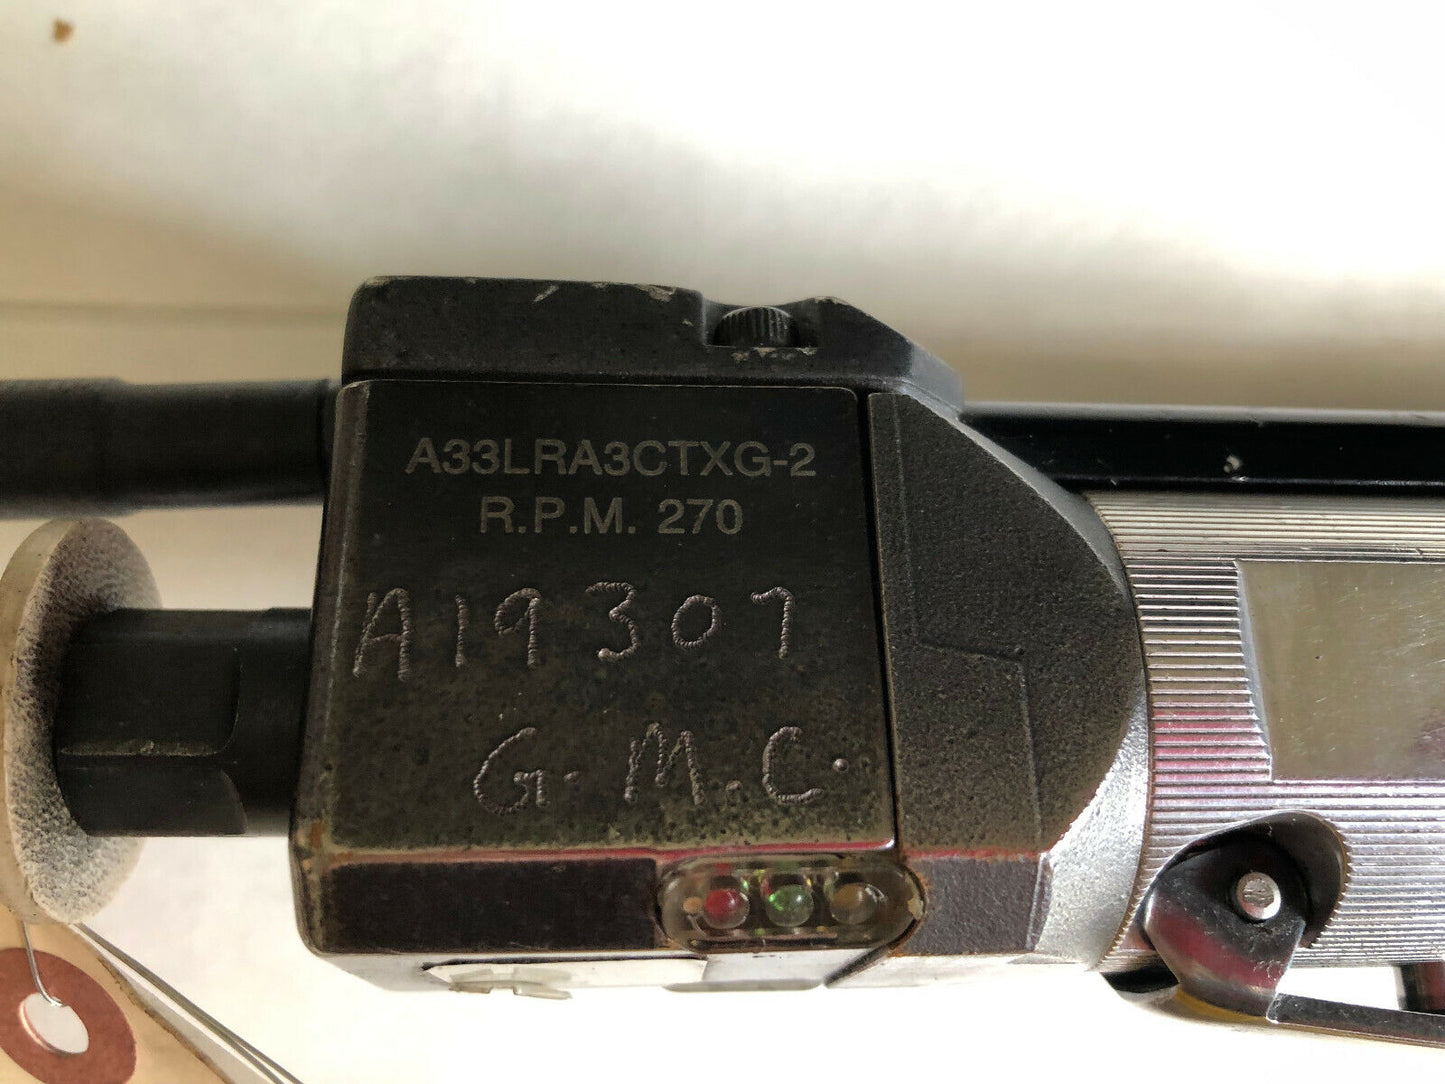 A33LRA3CTXG-2
R.P.M. 270
A19307
G.M.C.